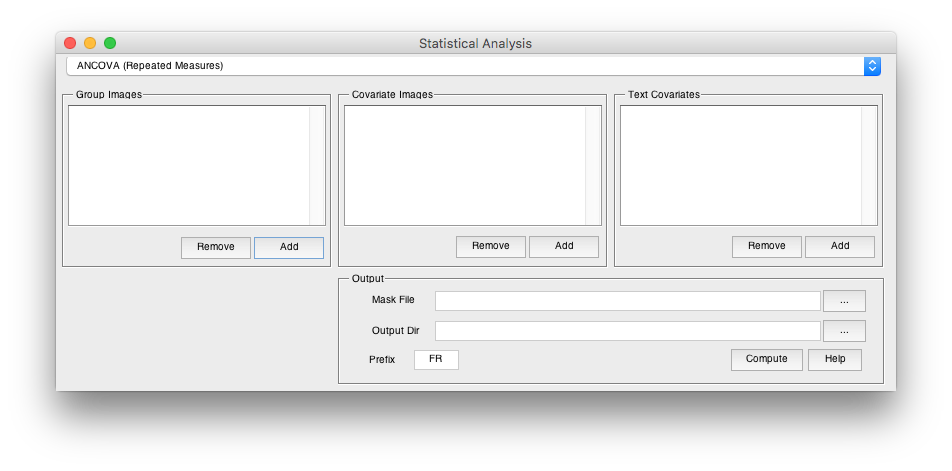 Statistical Analysis
ANCOVA (Repeated Measures)
Group Images
Covariate Images
Text Covariates
Remove Add
Remove Add
Remove Add
Output
Mask File ...
Output Dir ...
Prefix FR Compute Help